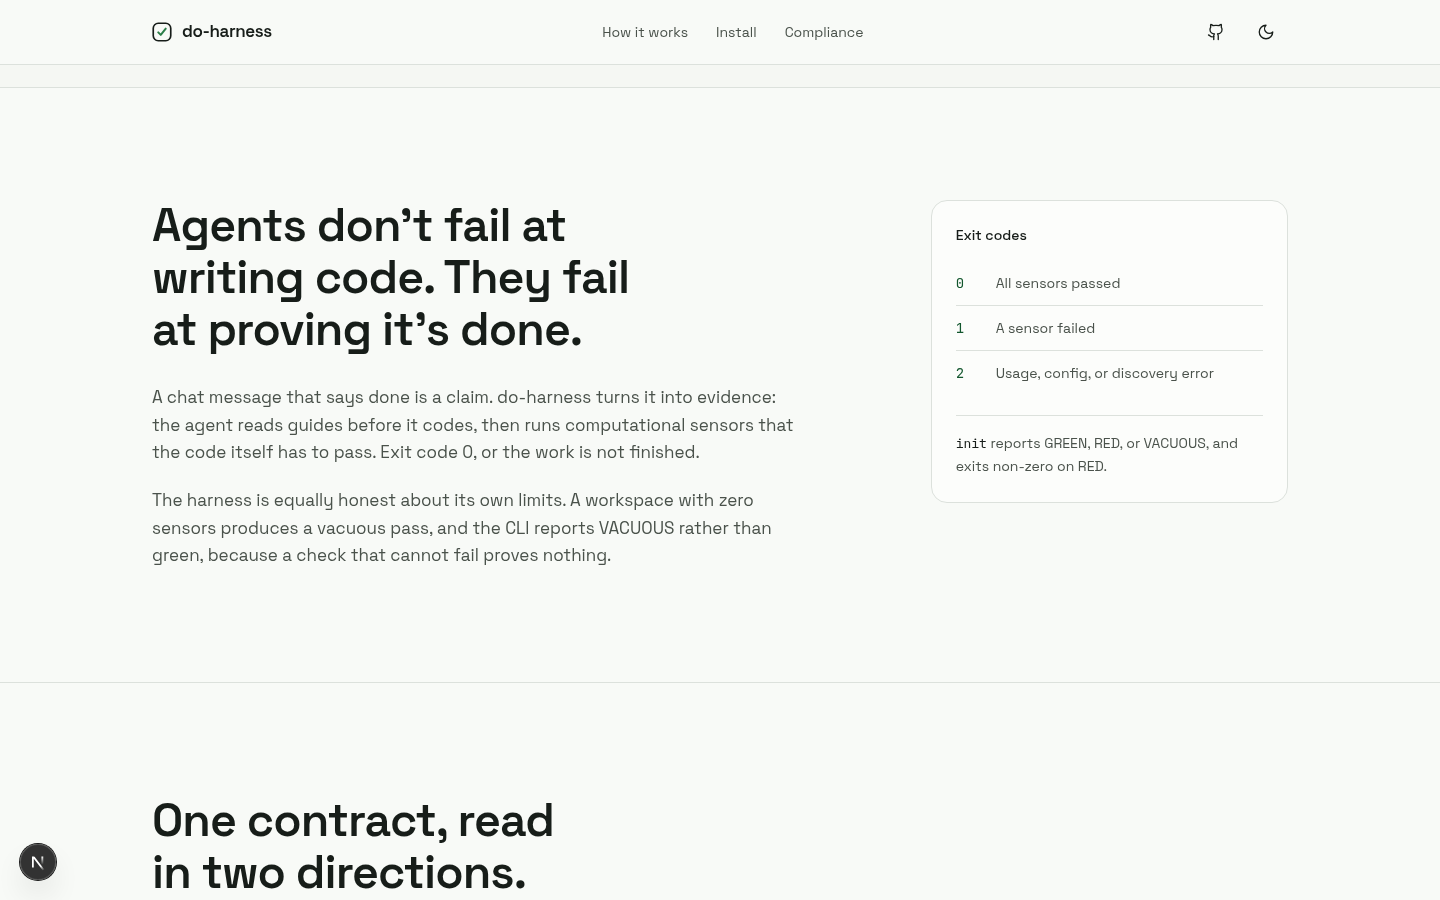 do-harness
How it works
Install
Compliance
Agents don’t fail at
writing code. They fail
at proving it’s done.
A chat message that says done is a claim. do-harness turns it into evidence:
the agent reads guides before it codes, then runs computational sensors that
the code itself has to pass. Exit code 0, or the work is not finished.
The harness is equally honest about its own limits. A workspace with zero
sensors produces a vacuous pass, and the CLI reports VACUOUS rather than
green, because a check that cannot fail proves nothing.
Exit codes
0 All sensors passed
1 A sensor failed
2 Usage, config, or discovery error
init reports GREEN, RED, or VACUOUS, and
exits non-zero on RED.
One contract, read
in two directions.
N